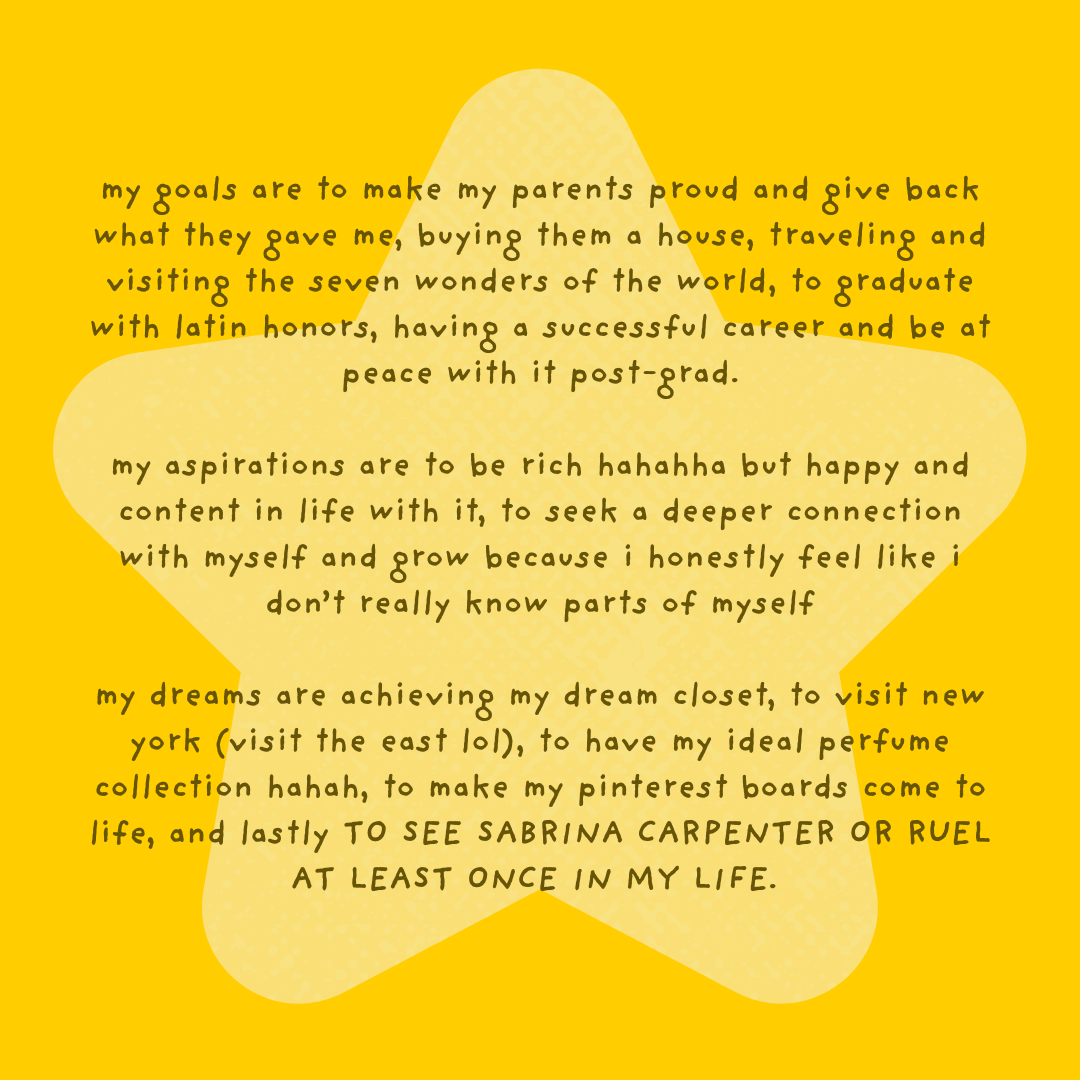 my goals are to make my parents proud and give back
what they gave me, buying them a house, traveling and
visiting the seven wonders of the world, to graduate
with latin honors, having a successful career and be at
peace with it post-grad.
my aspirations are to be rich hahahha but happy and
content in life with it, to seek a deeper connection
with myself and grow because i honestly feel like i
don't really know parts of myself
my dreams are achieving my dream closet, to visit new
york (visit the east lol), to have my ideal perfume
collection hahah, to make my pinterest boards come to
life, and lastly TO SEE SABRINA CARPENTER OR RUEL
AT LEAST ONCE IN MY LIFE.